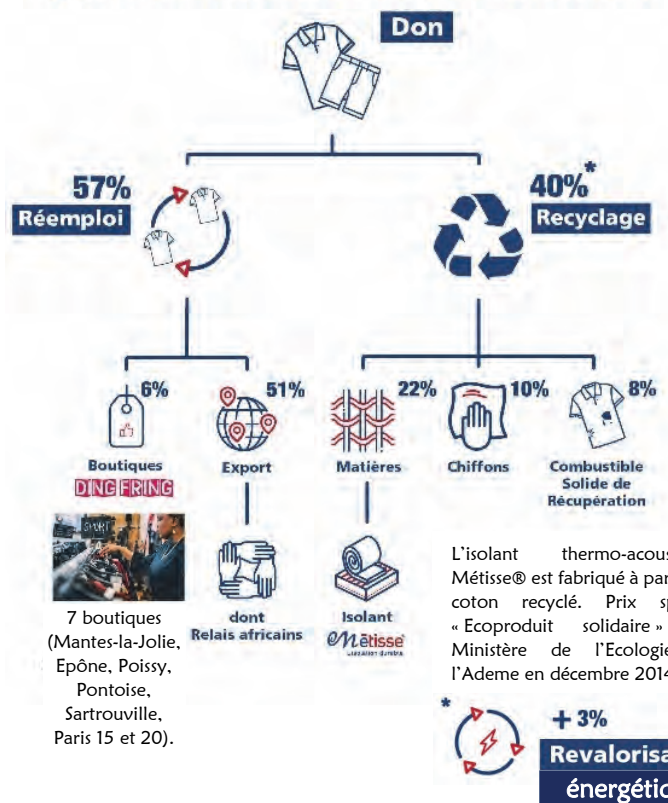 Don
57%
Réemploi
40%*
Recyclage
6%
Boutiques
DING FRING
51%
Export
22%
Matières
10%
Chiffons
8%
Combustible
Solide de
Récupération
SPORT
7 boutiques
(Mantes-la-Jolie,
Epône, Poissy,
Pontoise,
Sartrouville,
Paris 15 et 20).
dont
Relais africains
Isolant
Métisse
L'isolant thermo-acous
Métisse® est fabriqué à par
coton recyclé. Prix sp
« Ecoproduit solidaire »
Ministère de l'Ecologie
l'Ademe en décembre 2014
*
+ 3%
Revalorisa
énergétic